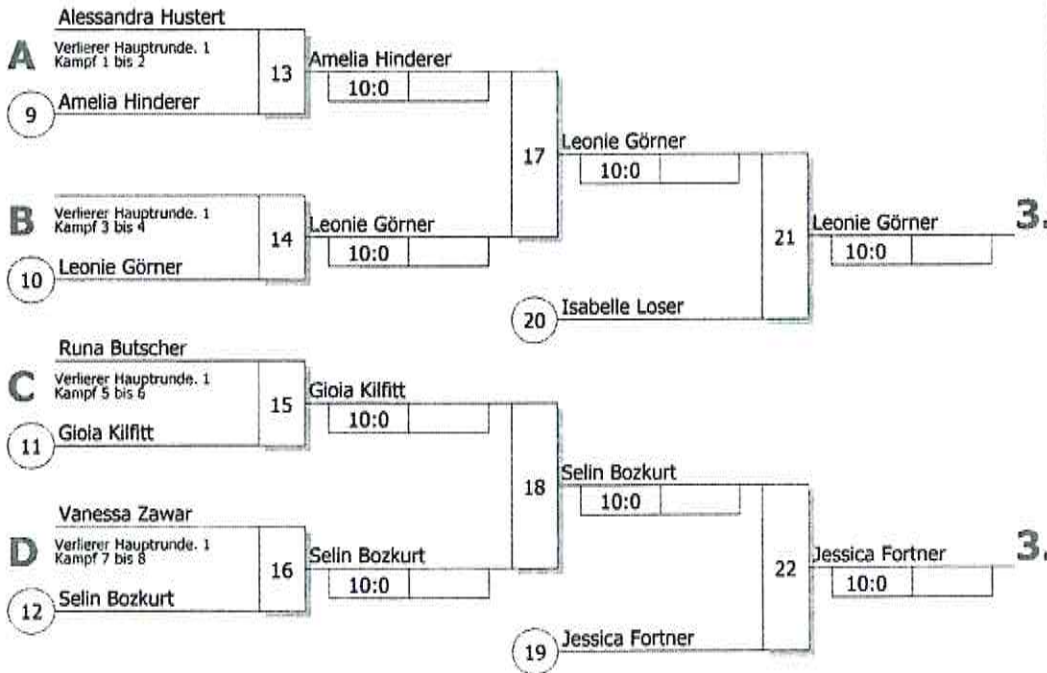 Alessandra Hustert
A
Verlierer Hauptrunde. 1
Kampf 1 bis 2
13
Amelia Hinderer
10:0
9
Amelia Hinderer
17
Leonie Görner
10:0
B
Verlierer Hauptrunde. 1
Kampf 3 bis 4
14
Leonie Görner
10:0
10
Leonie Görner
21
Leonie Görner
3.
10:0
20
Isabelle Loser
Runa Butscher
C
Verlierer Hauptrunde. 1
Kampf 5 bis 6
15
Gioia Kilfitt
10:0
11
Gioia Kilfitt
18
Selin Bozkurt
10:0
Vanessa Zawar
D
Verlierer Hauptrunde. 1
Kampf 7 bis 8
16
Selin Bozkurt
10:0
12
Selin Bozkurt
22
Jessica Fortner
3.
10:0
19
Jessica Fortner